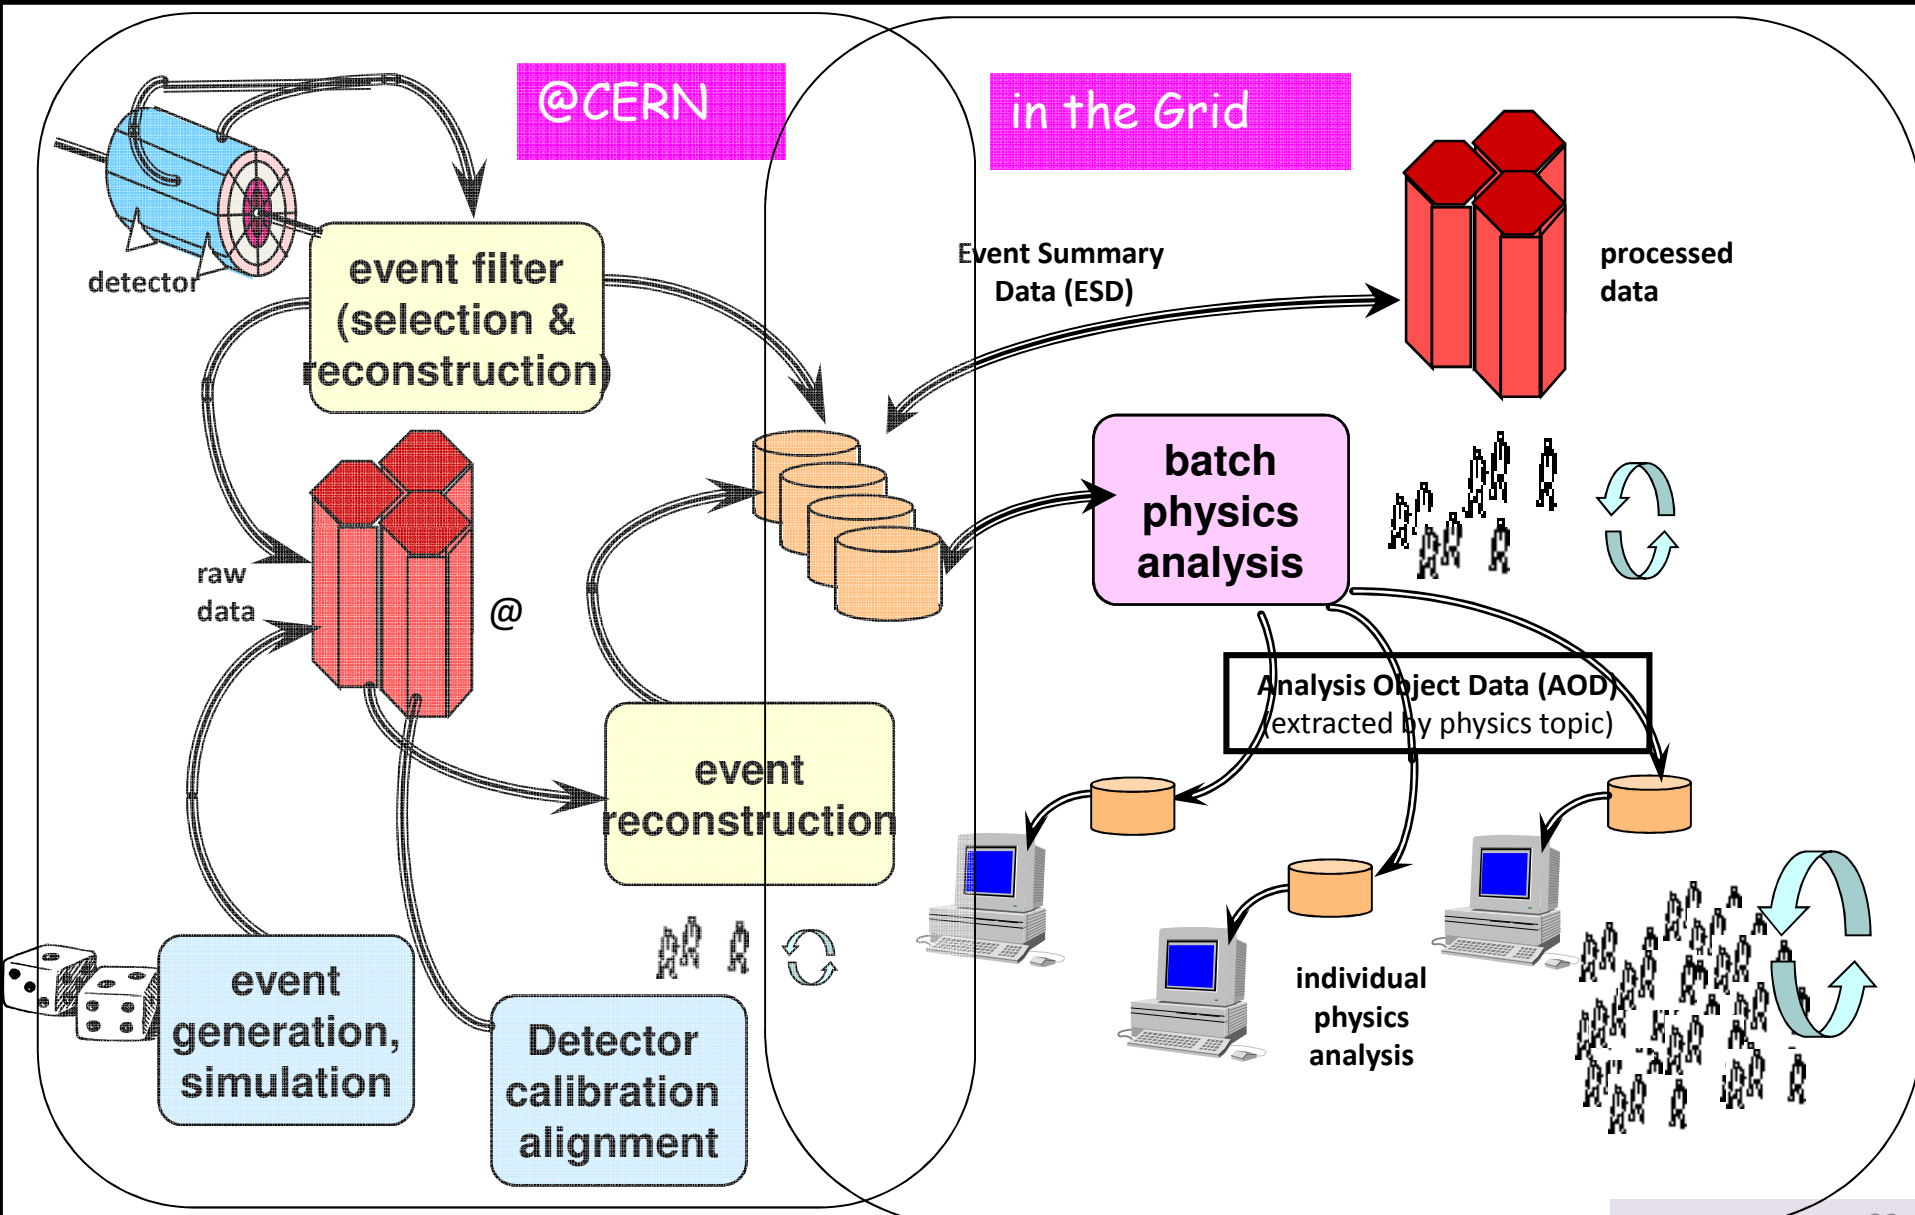 @CERN
in the Grid
detector
event filter
(selection &
reconstruction)
Event Summary
Data (ESD)
processed
data
batch
physics
analysis
raw
data
@
Analysis Object Data (AOD)
(extracted by physics topic)
event
reconstruction
event
generation,
simulation
Detector
calibration
alignment
individual
physics
analysis